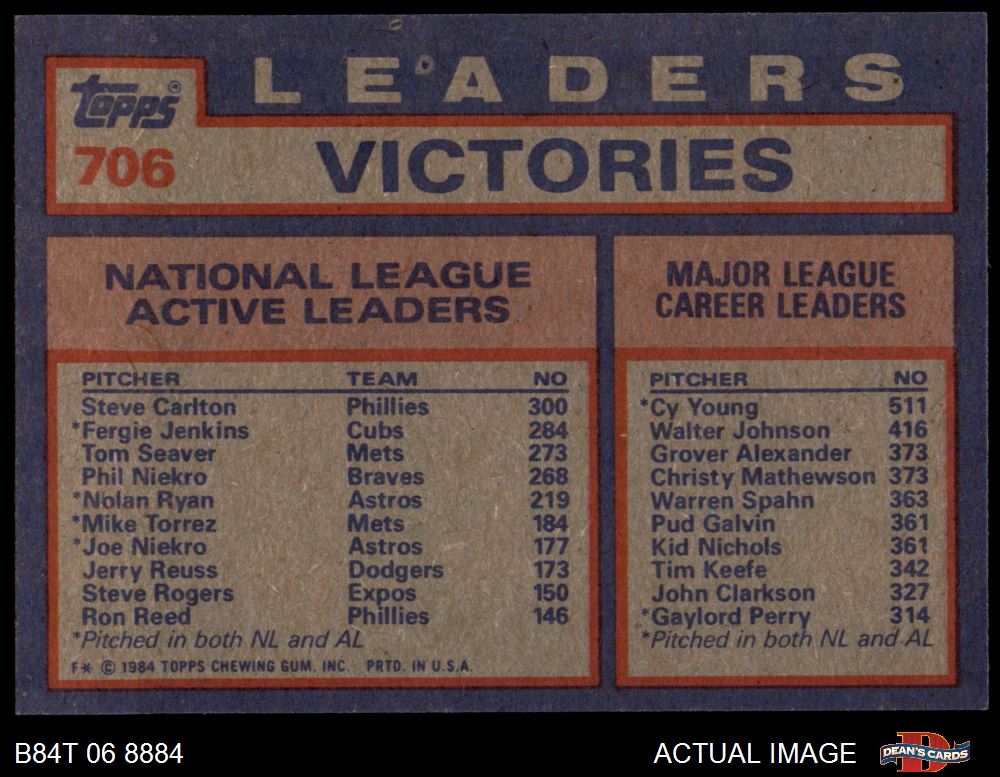 LEADERS
topps®
706
VICTORIES
NATIONAL LEAGUE
ACTIVE LEADERS
PITCHER TEAM NO
Steve Carlton Phillies 300
*Fergie Jenkins Cubs 284
Tom Seaver Mets 273
Phil Niekro Braves 268
*Nolan Ryan Astros 219
*Mike Torrez Mets 184
*Joe Niekro Astros 177
Jerry Reuss Dodgers 173
Steve Rogers Expos 150
Ron Reed Phillies 146
*Pitched in both NL and AL
F* © 1984 TOPPS CHEWING GUM, INC. PRTD. IN U.S.A.
MAJOR LEAGUE
CAREER LEADERS
PITCHER NO
*Cy Young 511
Walter Johnson 416
Grover Alexander 373
Christy Mathewson 373
Warren Spahn 363
Pud Galvin 361
Kid Nichols 361
Tim Keefe 342
John Clarkson 327
*Gaylord Perry 314
*Pitched in both NL and AL
B84T 06 8884
ACTUAL IMAGE
DEAN'S CARDS